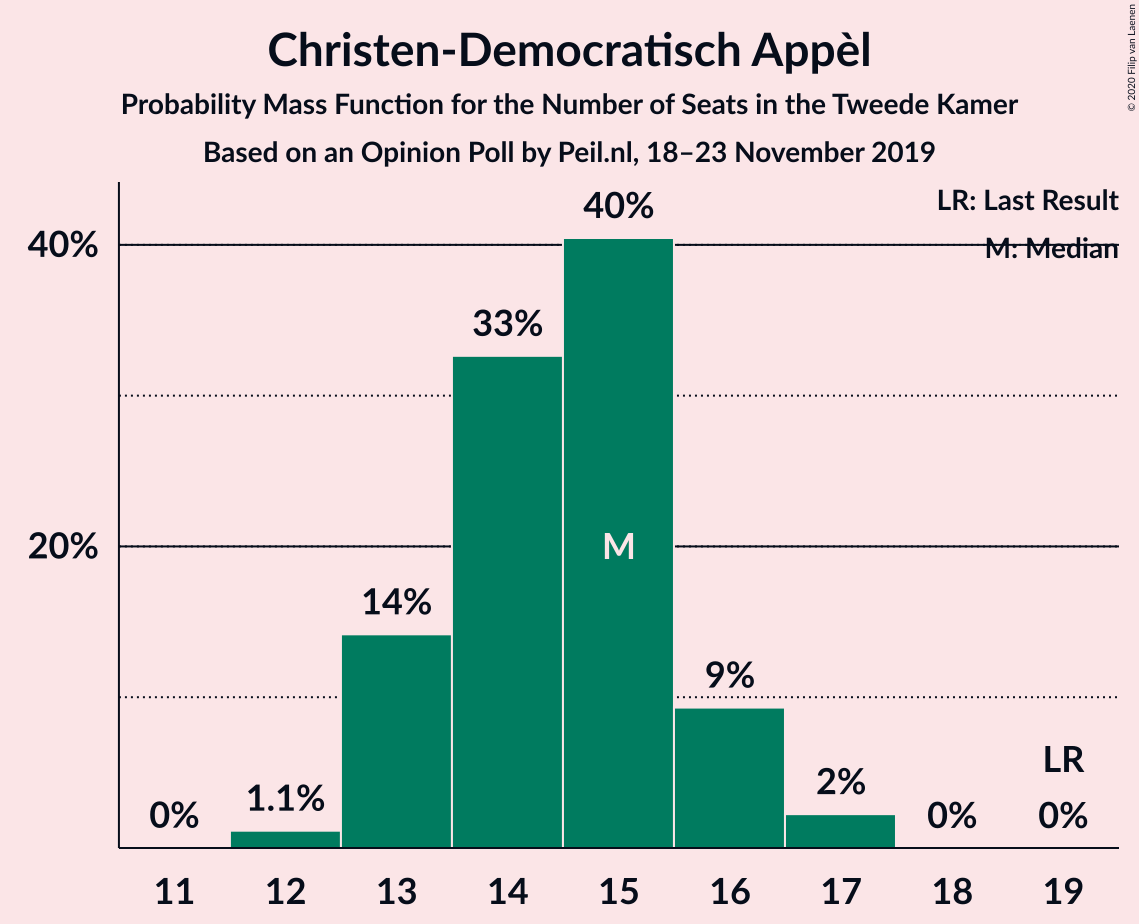 Christen-Democratisch Appèl
Probability Mass Function for the Number of Seats in the Tweede Kamer
Based on an Opinion Poll by Peil.nl, 18–23 November 2019
© 2020 Filip van Laenen
LR: Last Result
M: Median
40%
20%
0%
1.1%
14%
33%
40%
M
9%
2%
0%
LR
0%
11 12 13 14 15 16 17 18 19